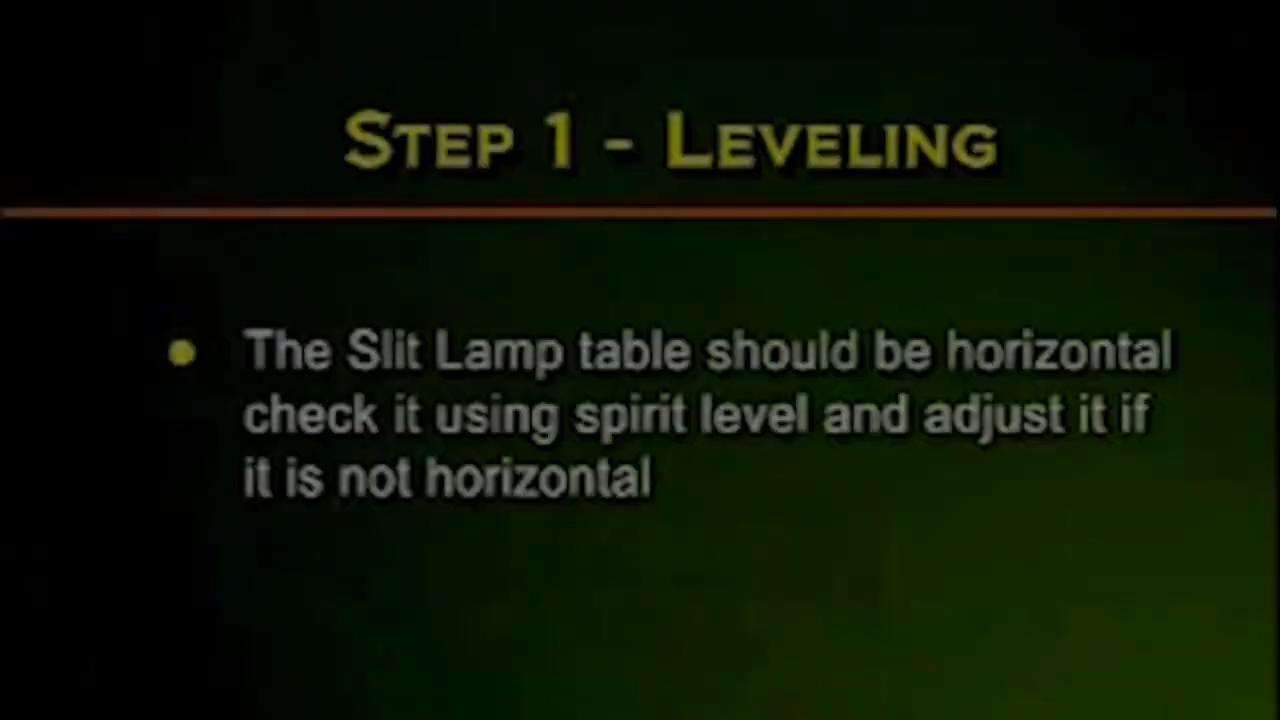 STEP 1 - LEVELING
The Slit Lamp table should be horizontal
check it using spirit level and adjust it if
it is not horizontal